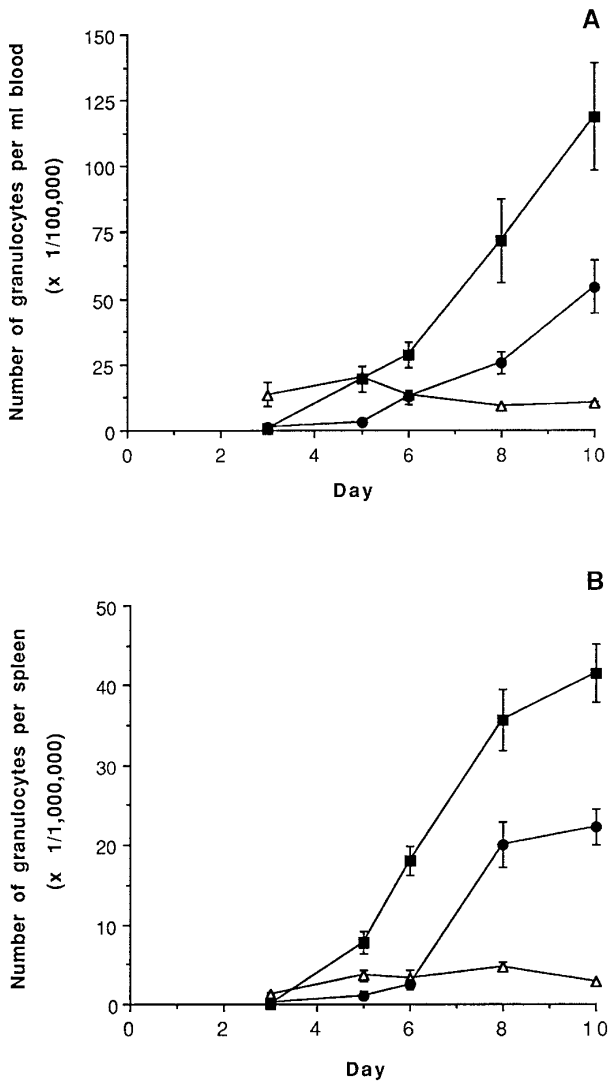 A
150
125
100
75
50
25
0
Number of granulocytes per ml blood
(x 1/100,000)
0 2 4 6 8 10
Day
B
50
40
30
20
10
0
Number of granulocytes per spleen
(x 1/1,000,000)
0 2 4 6 8 10
Day